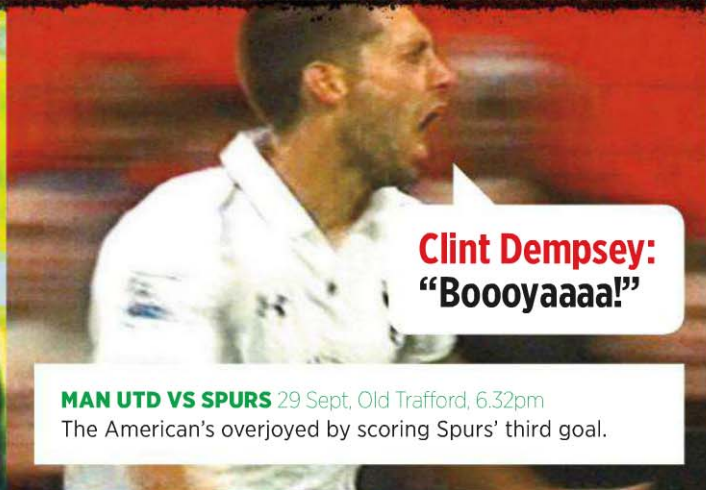 Clint Dempsey:
“Boooyaaaa!”
MAN UTD VS SPURS 29 Sept, Old Trafford, 6.32pm
The American’s overjoyed by scoring Spurs’ third goal.